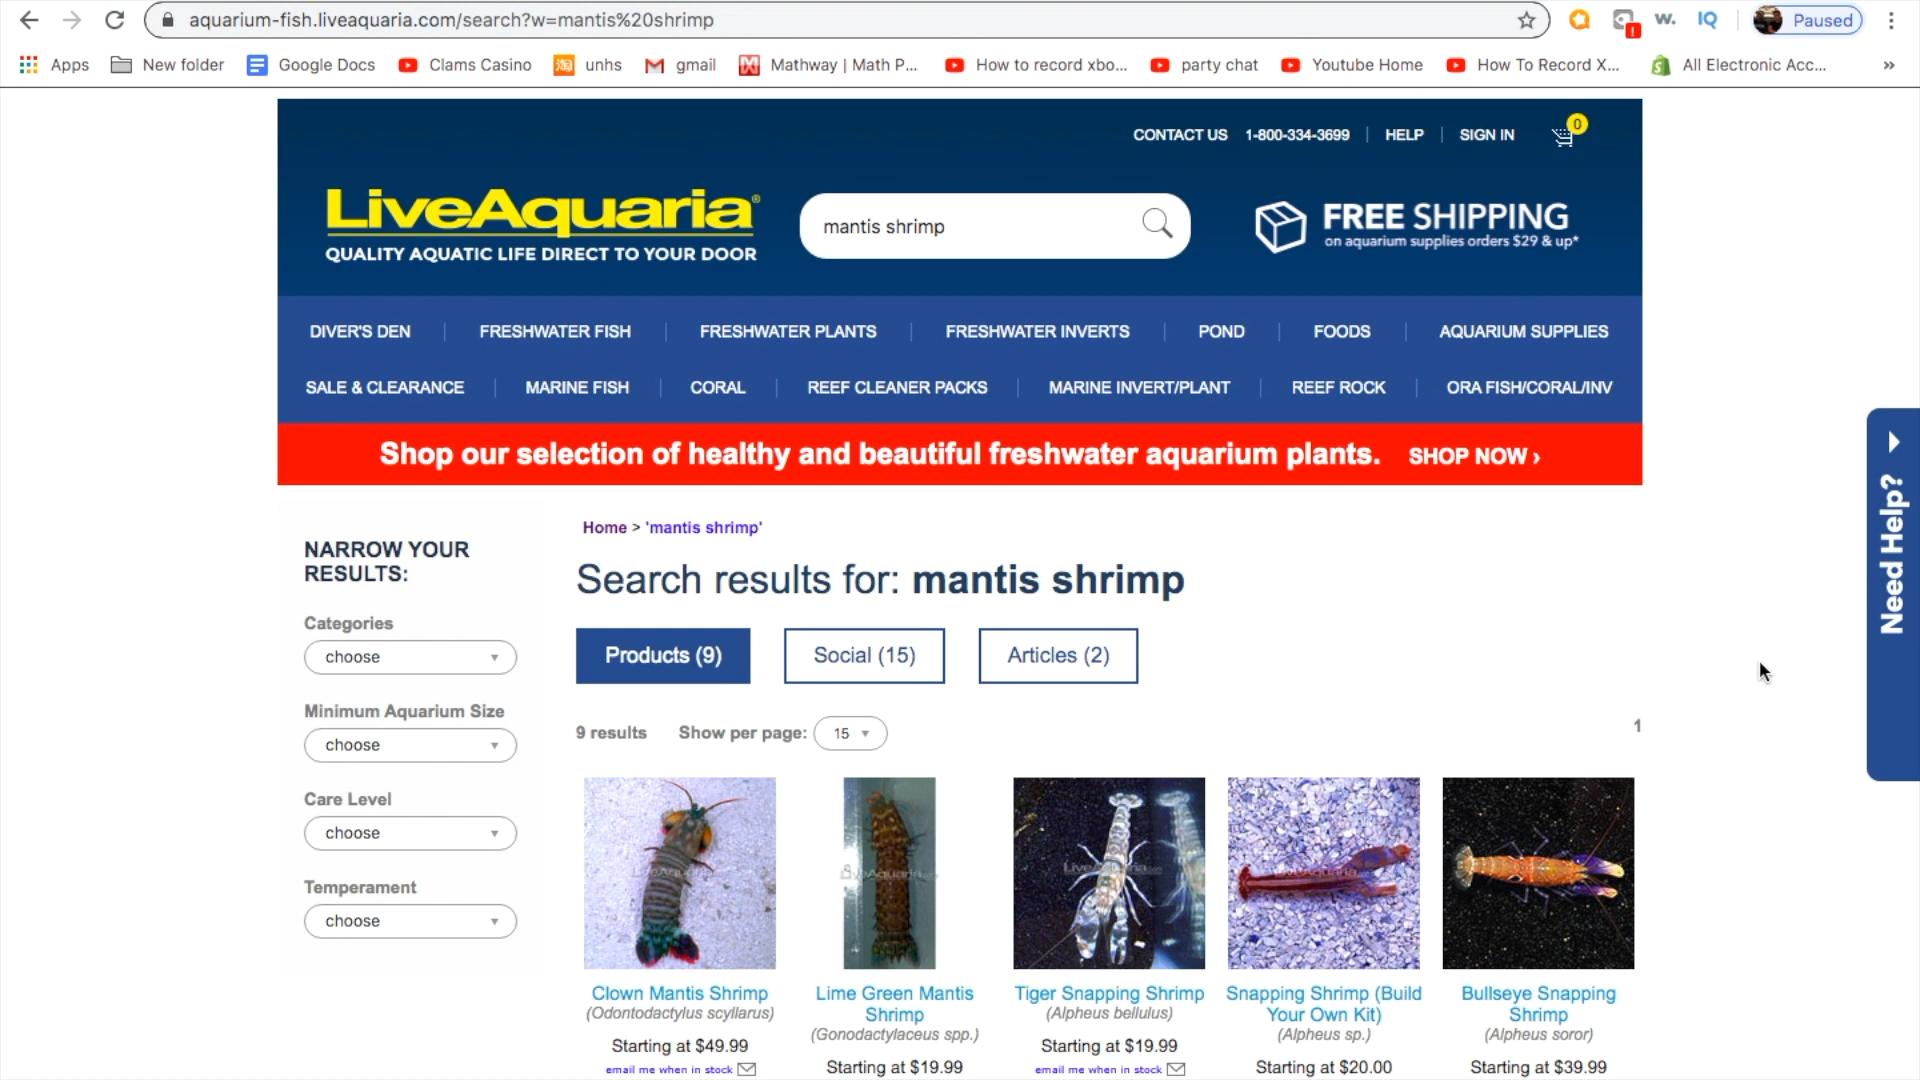 aquarium-fish.liveaquaria.com/search?w=mantis%20shrimp
w.
IQ
Paused
Apps
New folder
Google Docs
Clams Casino
unhs
gmail
Mathway | Math P...
How to record xbo...
party chat
Youtube Home
How To Record X...
All Electronic Acc...
»
CONTACT US 1-800-334-3699
HELP
SIGN IN
0
LiveAquaria®
QUALITY AQUATIC LIFE DIRECT TO YOUR DOOR
mantis shrimp
FREE SHIPPING
on aquarium supplies orders $29 & up*
DIVER'S DEN
FRESHWATER FISH
FRESHWATER PLANTS
FRESHWATER INVERTS
POND
FOODS
AQUARIUM SUPPLIES
SALE & CLEARANCE
MARINE FISH
CORAL
REEF CLEANER PACKS
MARINE INVERT/PLANT
REEF ROCK
ORA FISH/CORAL/INV
Shop our selection of healthy and beautiful freshwater aquarium plants. SHOP NOW ›
Need Help?
Home > 'mantis shrimp'
NARROW YOUR
RESULTS:
Categories
choose
Minimum Aquarium Size
choose
Care Level
choose
Temperament
choose
Search results for: mantis shrimp
Products (9)
Social (15)
Articles (2)
9 results
Show per page: 15
1
Clown Mantis Shrimp
(Odontodactylus scyllarus)
Starting at $49.99
email me when in stock
Lime Green Mantis
Shrimp
(Gonodactylaceus spp.)
Starting at $19.99
Tiger Snapping Shrimp
(Alpheus bellulus)
Starting at $19.99
email me when in stock
Snapping Shrimp (Build
Your Own Kit)
(Alpheus sp.)
Starting at $20.00
Bullseye Snapping
Shrimp
(Alpheus soror)
Starting at $39.99